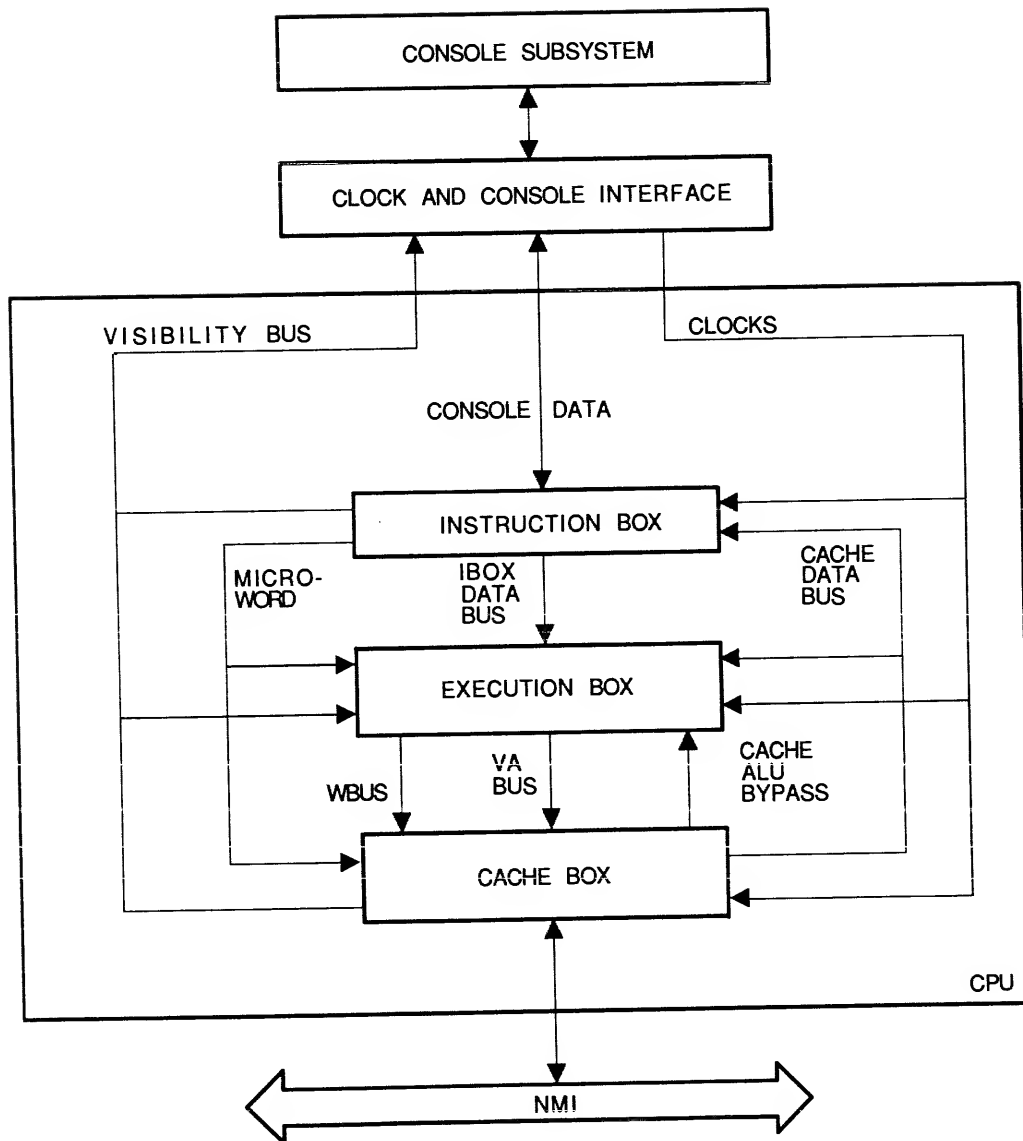 CONSOLE SUBSYSTEM
CLOCK AND CONSOLE INTERFACE
VISIBILITY BUS
CLOCKS
CONSOLE DATA
INSTRUCTION BOX
MICRO-
WORD
IBOX
DATA
BUS
CACHE
DATA
BUS
EXECUTION BOX
WBUS
VA
BUS
CACHE
ALU
BYPASS
CACHE BOX
CPU
NMI